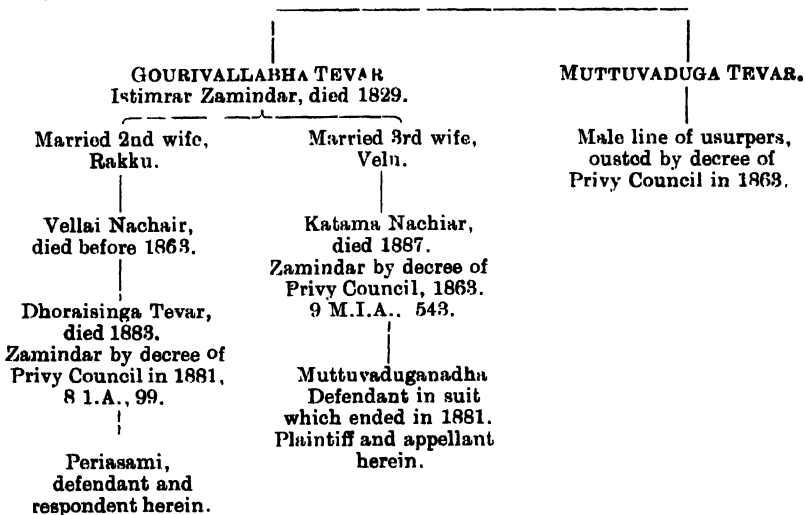 GOURIVALLABHA TEVAR
Istimrar Zamindar, died 1829.
MUTTUVADUGA TEVAR.
Male line of usurpers,
ousted by decree of
Privy Council in 1863.
Married 2nd wife,
Rakku.
Married 3rd wife,
Velu.
Vellai Nachair,
died before 1863.
Katama Nachiar,
died 1887.
Zamindar by decree of
Privy Council, 1863.
9 M.I.A.. 543.
Dhoraisinga Tevar,
died 1883.
Zamindar by decree of
Privy Council in 1881,
8 I.A., 99.
Muttuvaduganadha
Defendant in suit
which ended in 1881.
Plaintiff and appellant
herein.
Periasami,
defendant and
respondent herein.